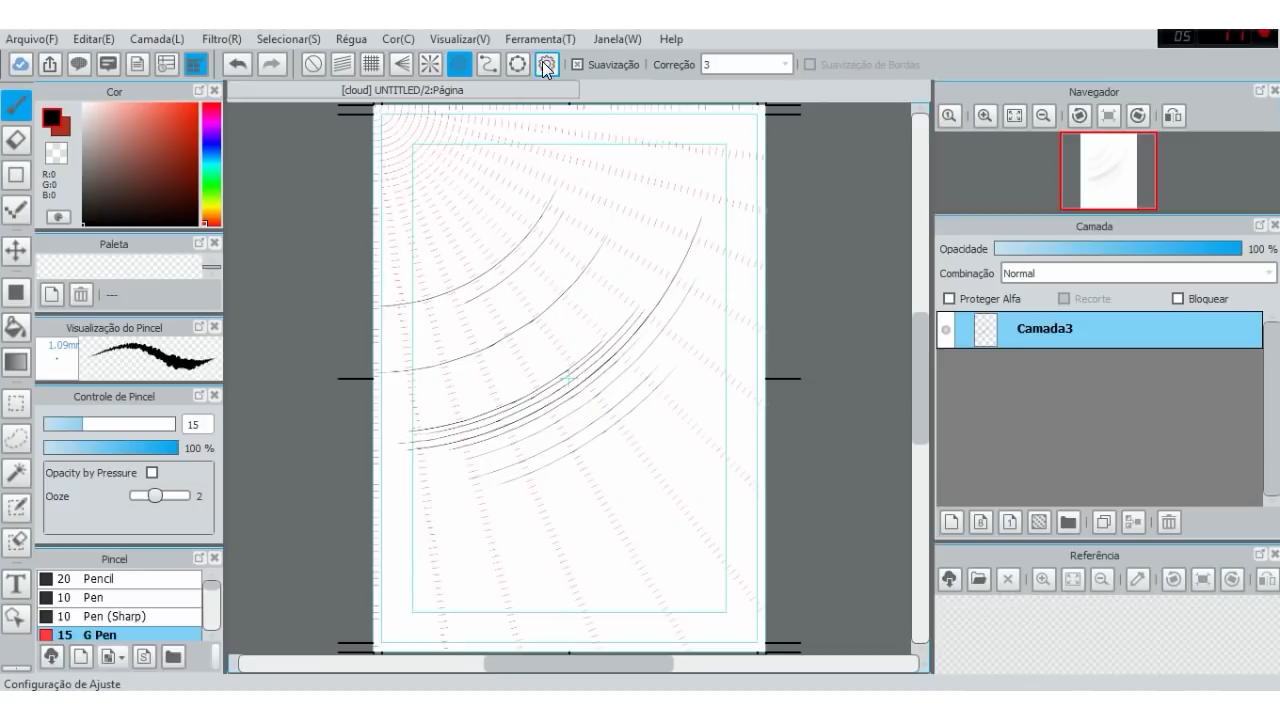 05 11
Arquivo(F) Editar(E) Camada(L) Filtro(R) Selecionar(S) Régua Cor(C) Visualizar(V) Ferramenta(T) Janela(W) Help
Suavização Correção 3 Suavização de Bordas
Cor
[cloud] UNTITLED/2:Página
Navegador
R:0
G:0
B:0
Camada
Paleta
Opacidade 100 %
Combinação Normal
---
Proteger Alfa Recorte Bloquear
Visualização do Pincel
Camada3
1.09m
Controle de Pincel
15
100 %
Opacity by Pressure
Ooze 2
Pincel
Referência
20 Pencil
10 Pen
10 Pen (Sharp)
15 G Pen
S
T
Configuração de Ajuste